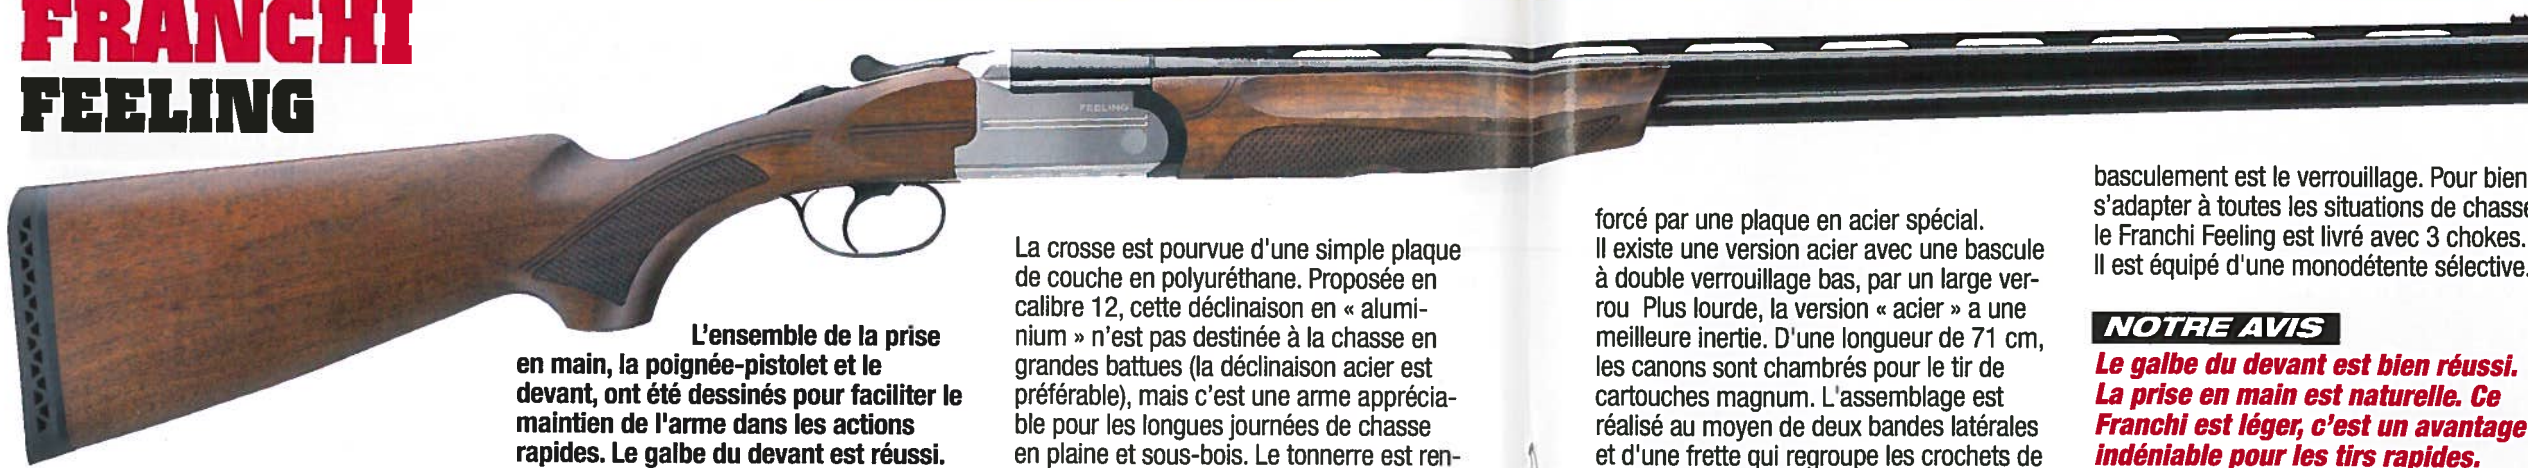 FRANCHI
FEELING
FEELING
L'ensemble de la prise
en main, la poignée-pistolet et le
devant, ont été dessinés pour faciliter le
maintien de l'arme dans les actions
rapides. Le galbe du devant est réussi.
La crosse est pourvue d'une simple plaque
de couche en polyuréthane. Proposée en
calibre 12, cette déclinaison en « alumi-
nium » n'est pas destinée à la chasse en
grandes battues (la déclinaison acier est
préférable), mais c'est une arme apprécia-
ble pour les longues journées de chasse
en plaine et sous-bois. Le tonnerre est ren-
forcé par une plaque en acier spécial.
Il existe une version acier avec une bascule
à double verrouillage bas, par un large ver-
rou Plus lourde, la version « acier » a une
meilleure inertie. D'une longueur de 71 cm,
les canons sont chambrés pour le tir de
cartouches magnum. L'assemblage est
réalisé au moyen de deux bandes latérales
et d'une frette qui regroupe les crochets de
basculement est le verrouillage. Pour bien
s'adapter à toutes les situations de chasse
le Franchi Feeling est livré avec 3 chokes.
Il est équipé d'une monodétente sélective.
NOTRE AVIS
Le galbe du devant est bien réussi.
La prise en main est naturelle. Ce
Franchi est léger, c'est un avantage
indéniable pour les tirs rapides.